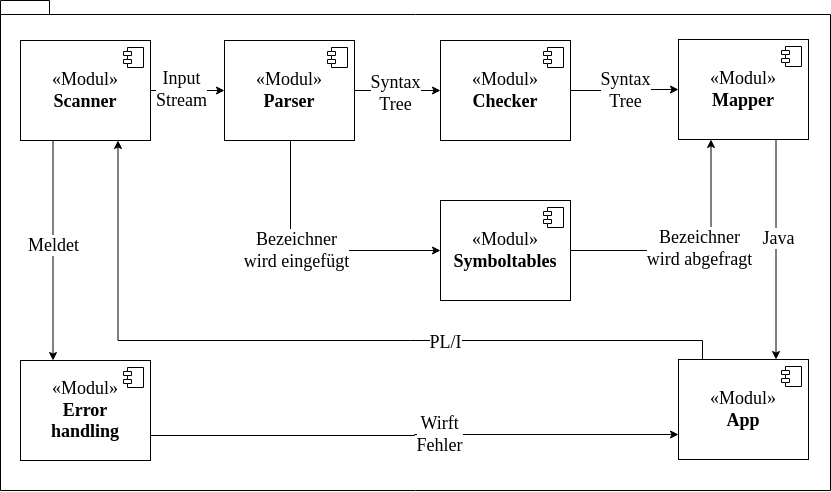 «Modul»
Scanner
Input
Stream
«Modul»
Parser
Syntax
Tree
«Modul»
Checker
Syntax
Tree
«Modul»
Mapper
Meldet
Bezeichner
wird eingefügt
«Modul»
Symboltables
Bezeichner
wird abgefragt
Java
PL/I
«Modul»
Error
handling
Wirft
Fehler
«Modul»
App